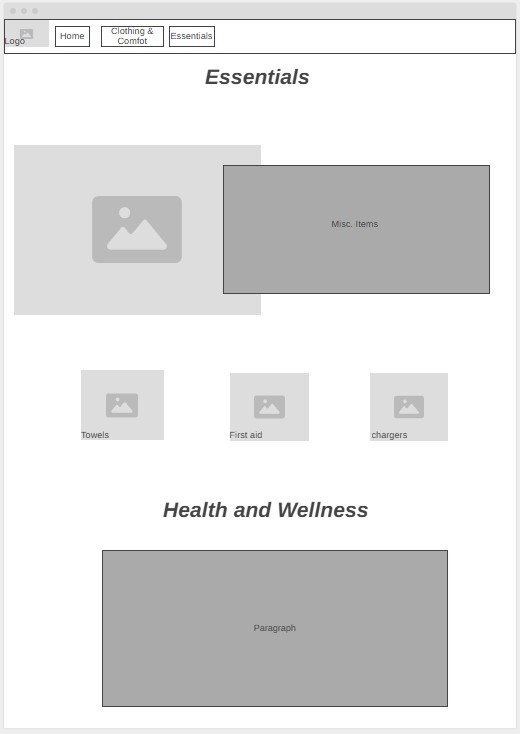 Logo
Home
Clothing &
Comfot
Essentials
Essentials
Misc. Items
Towels
First aid
chargers
Health and Wellness
Paragraph